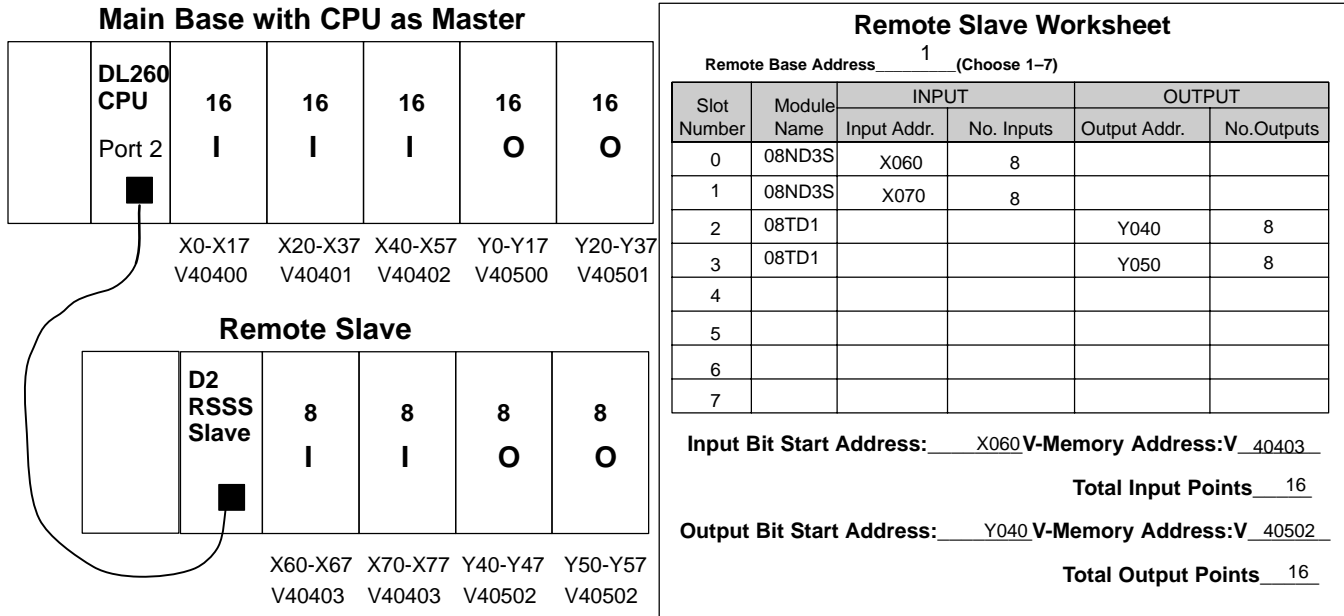 Main Base with CPU as Master
DL260
CPU
Port 2
16
I
16
I
16
I
16
O
16
O
X0-X17 X20-X37 X40-X57 Y0-Y17 Y20-Y37
V40400 V40401 V40402 V40500 V40501
Remote Slave
D2
RSSS
Slave
8
I
8
I
8
O
8
O
X60-X67 X70-X77 Y40-Y47 Y50-Y57
V40403 V40403 V40502 V40502
Remote Slave Worksheet
Remote Base Address 1 (Choose 1–7)
Slot Number Module Name INPUT OUTPUT
Input Addr. No. Inputs Output Addr. No.Outputs
0 08ND3S X060 8
1 08ND3S X070 8
2 08TD1 Y040 8
3 08TD1 Y050 8
4
5
6
7
Input Bit Start Address: X060 V-Memory Address:V 40403
Total Input Points 16
Output Bit Start Address: Y040 V-Memory Address:V 40502
Total Output Points 16